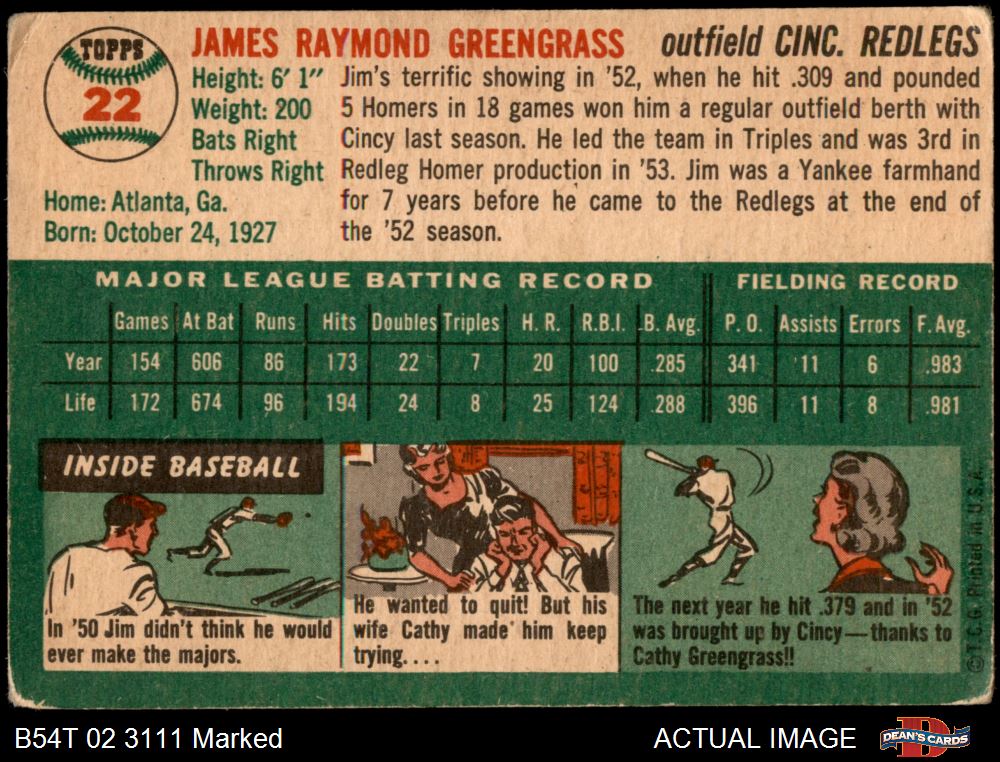 TOPPS
22
JAMES RAYMOND GREENGRASS outfield CINC. REDLEGS
Height: 6' 1"
Weight: 200
Bats Right
Throws Right
Home: Atlanta, Ga.
Born: October 24, 1927
Jim's terrific showing in '52, when he hit .309 and pounded
5 Homers in 18 games won him a regular outfield berth with
Cincy last season. He led the team in Triples and was 3rd in
Redleg Homer production in '53. Jim was a Yankee farmhand
for 7 years before he came to the Redlegs at the end of
the '52 season.
MAJOR LEAGUE BATTING RECORD FIELDING RECORD
Games At Bat Runs Hits Doubles Triples H. R. R.B.I. B. Avg. P. O. Assists Errors F. Avg.
Year 154 606 86 173 22 7 20 100 .285 341 11 6 .983
Life 172 674 96 194 24 8 25 124 .288 396 11 8 .981
INSIDE BASEBALL
In '50 Jim didn't think he would
ever make the majors.
He wanted to quit! But his
wife Cathy made him keep
trying....
The next year he hit .379 and in '52
was brought up by Cincy—thanks to
Cathy Greengrass!!
© T.C.G. Printed in U.S.A.
B54T 02 3111 Marked ACTUAL IMAGE
D
DEAN'S CARDS